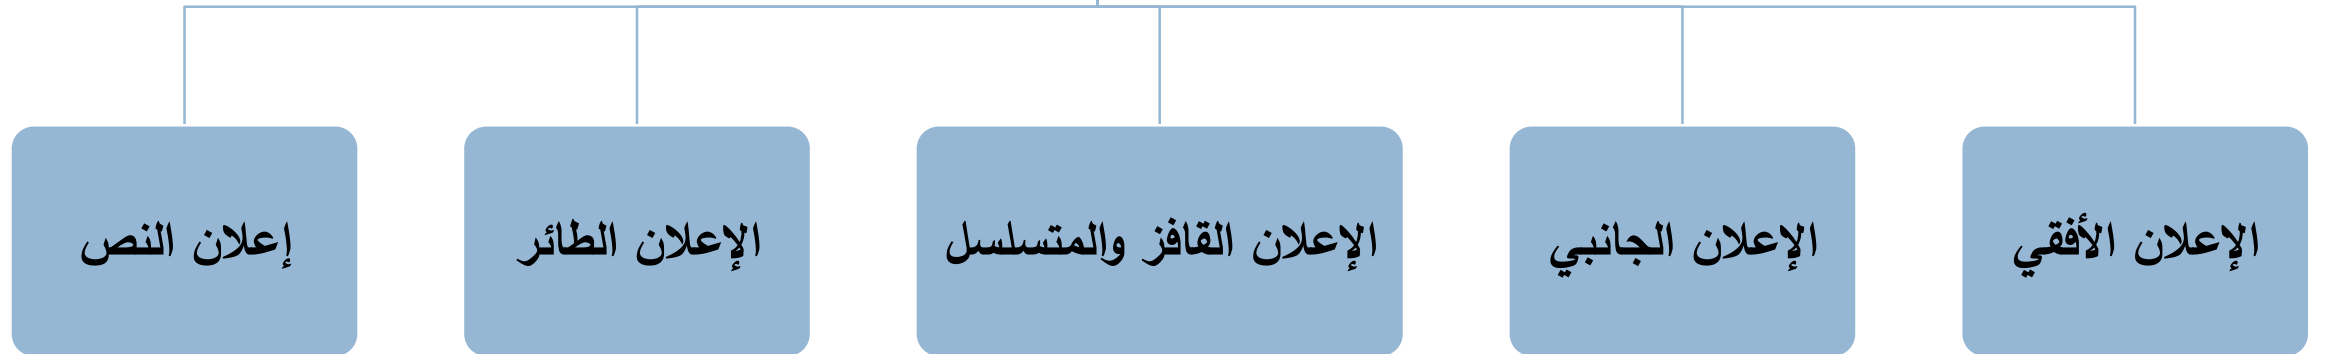 الإعلان الأفقي
الإعلان الجانبي
الإعلان القافز والمتسلسل
الإعلان الطائر
إعلان النص